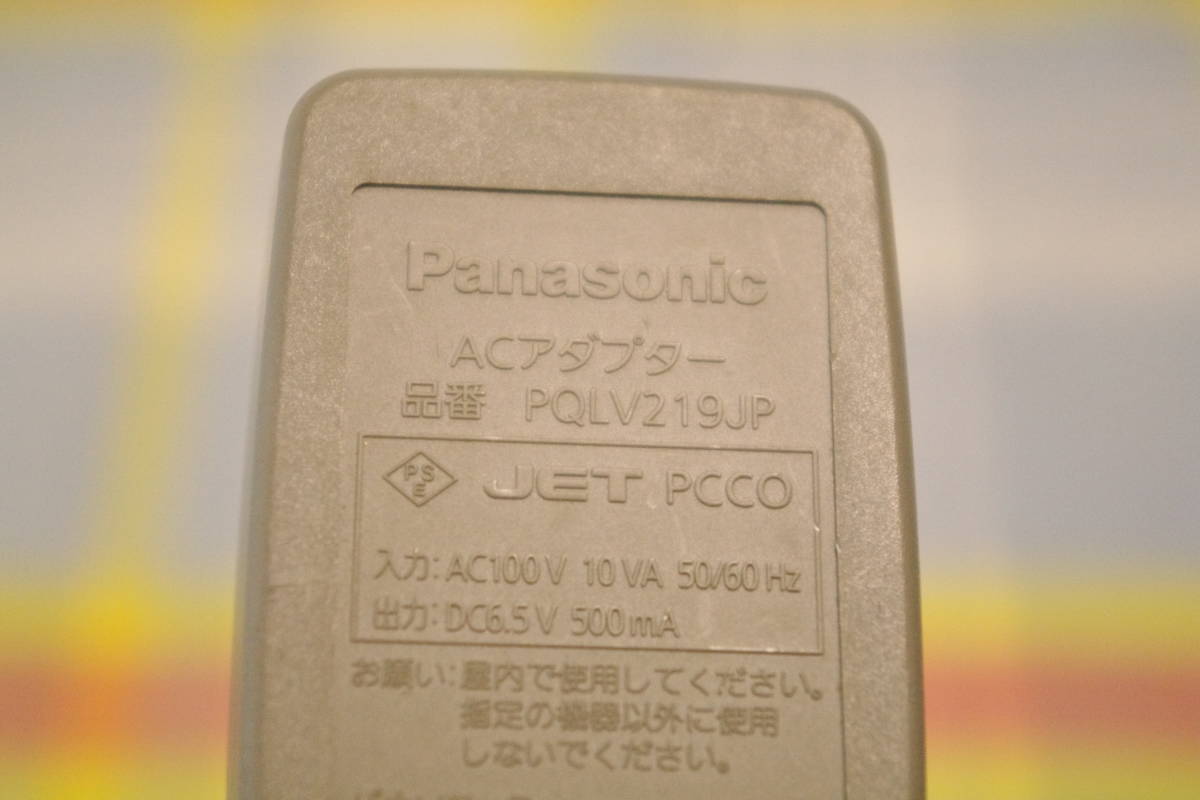 Panasonic
ACアダプター
品番 PQLV219JP
PS
E
JET PCCO
入力:AC100V 10VA 50/60Hz
出力:DC6.5V 500mA
お願い:屋内で使用してください。
指定の機器以外に使用
しないでください。